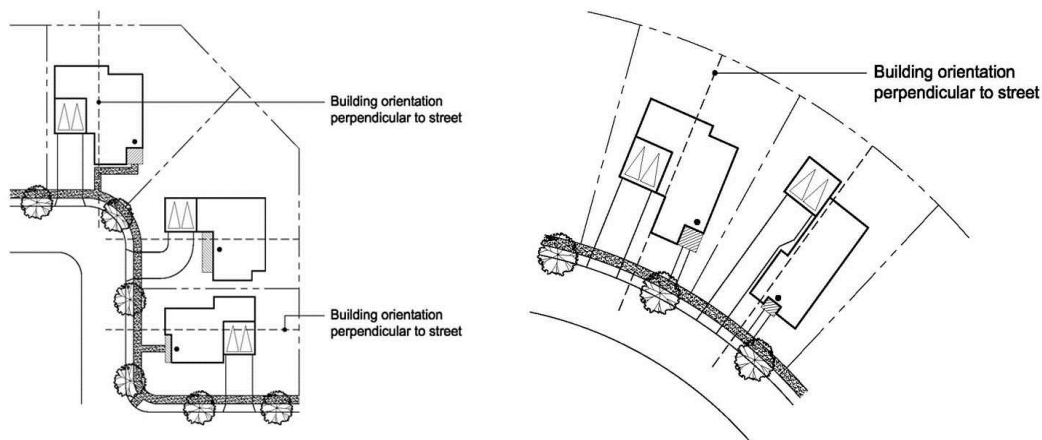 Building orientation
perpendicular to street
Building orientation
perpendicular to street
Building orientation
perpendicular to street